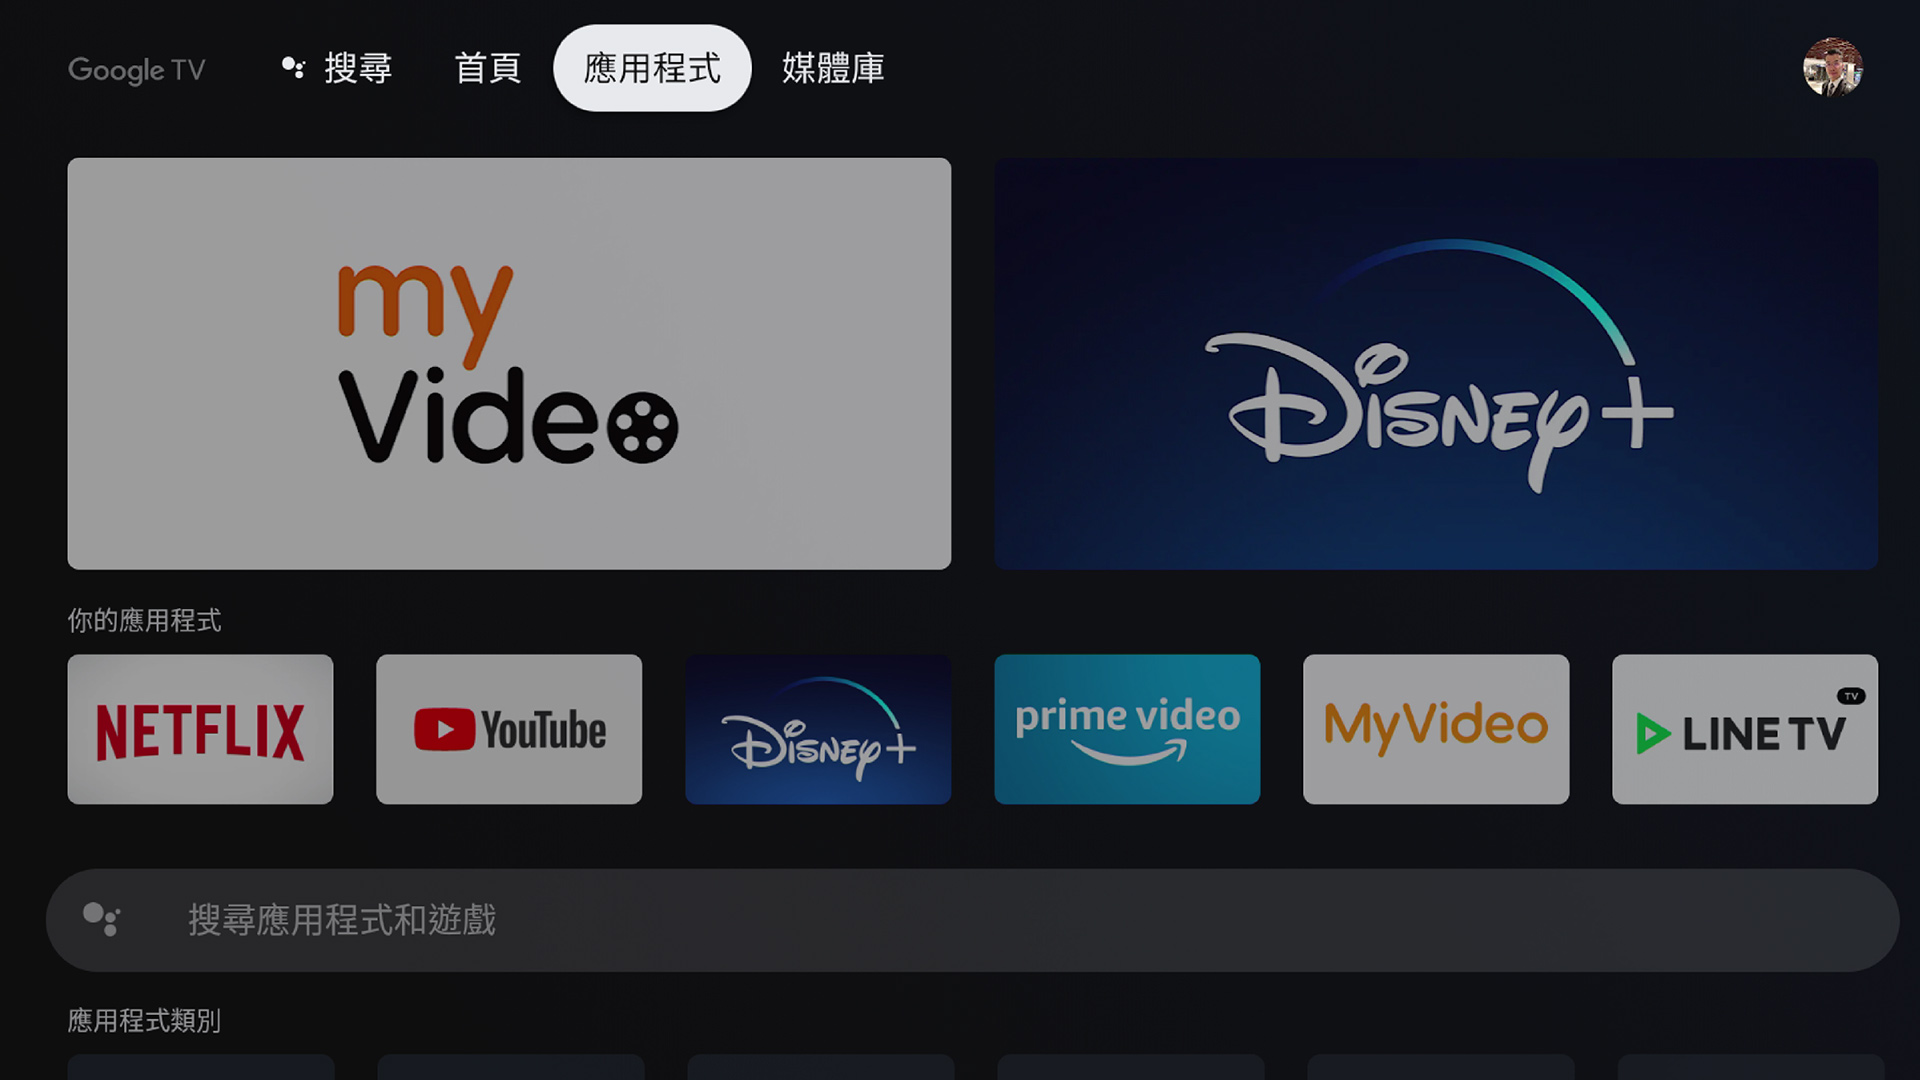 Google TV
搜尋
首頁
應用程式
媒體庫
my
Video
Disney+
你的應用程式
NETFLIX
YouTube
Disney+
prime video
MyVideo
TV
LINE TV
搜尋應用程式和遊戲
應用程式類別